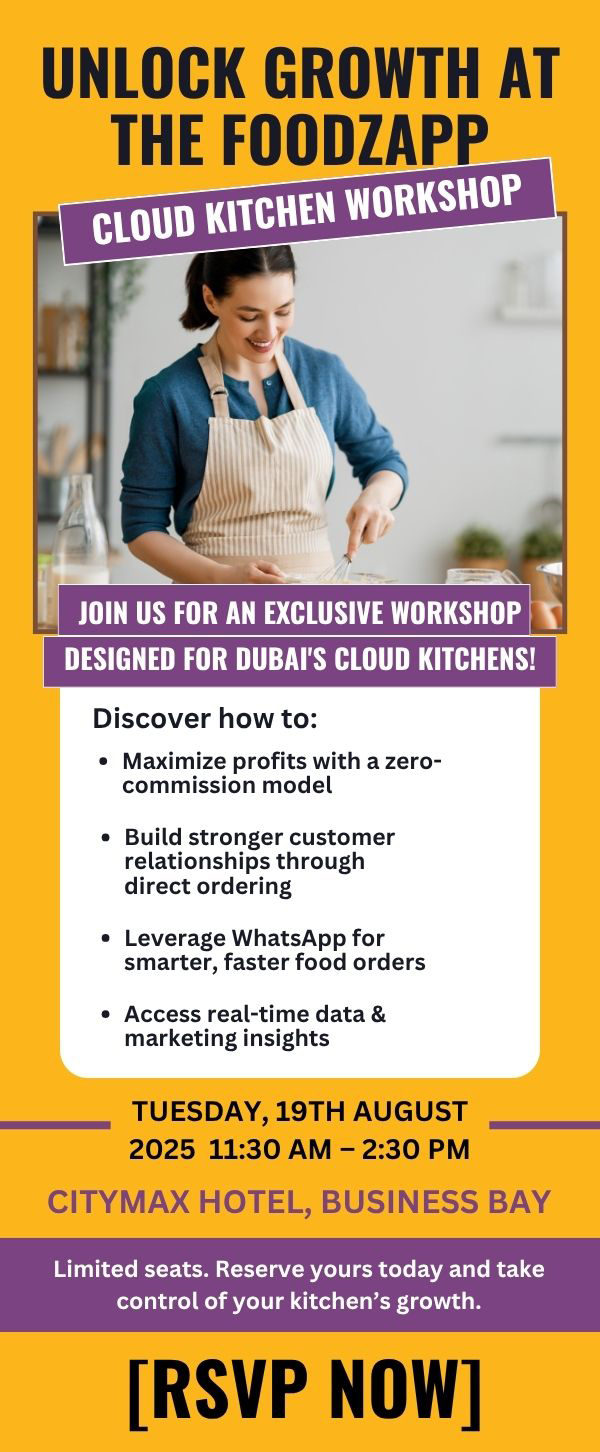 UNLOCK GROWTH AT
THE FOODZAPP
CLOUD KITCHEN WORKSHOP
JOIN US FOR AN EXCLUSIVE WORKSHOP
DESIGNED FOR DUBAI'S CLOUD KITCHENS!
Discover how to:
• Maximize profits with a zero-
commission model
• Build stronger customer
relationships through
direct ordering
• Leverage WhatsApp for
smarter, faster food orders
• Access real-time data &
marketing insights
TUESDAY, 19TH AUGUST
2025 11:30 AM – 2:30 PM
CITYMAX HOTEL, BUSINESS BAY
Limited seats. Reserve yours today and take
control of your kitchen’s growth.
[RSVP NOW]